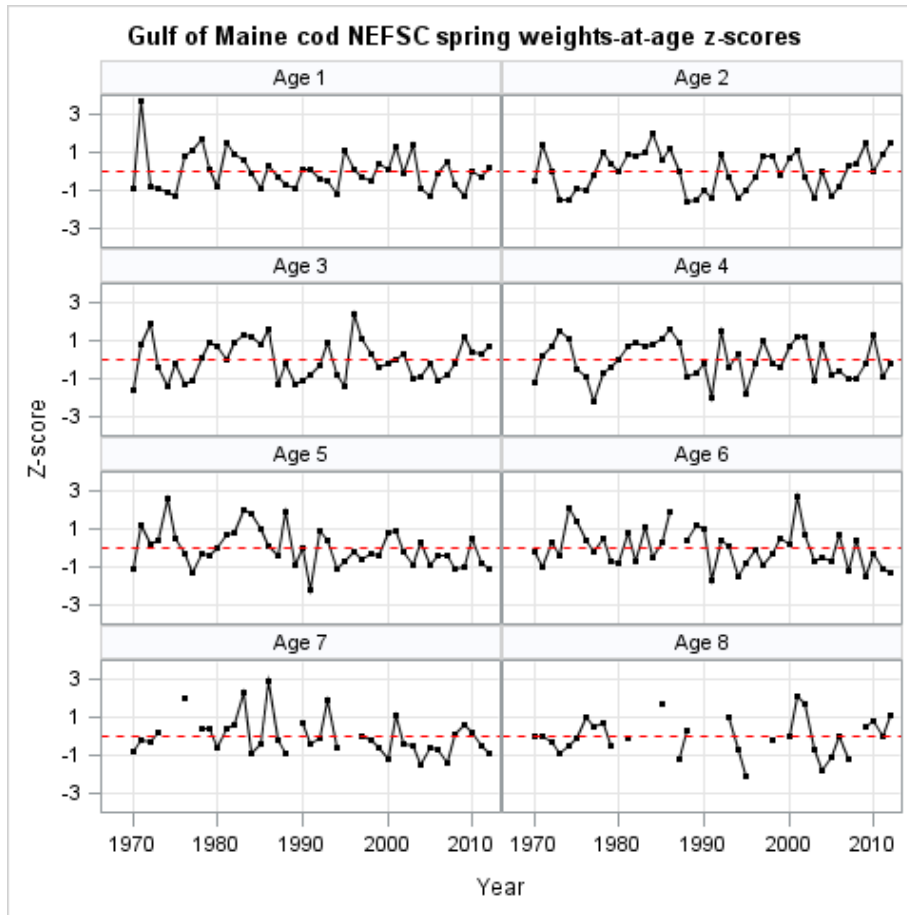 Gulf of Maine cod NEFSC spring weights-at-age z-scores
Age 1
Age 2
3
1
-1
-3
Age 3
Age 4
3
1
-1
-3
Z-score
Age 5
Age 6
3
1
-1
-3
Age 7
Age 8
3
1
-1
-3
1970 1980 1990 2000 2010 1970 1980 1990 2000 2010
Year